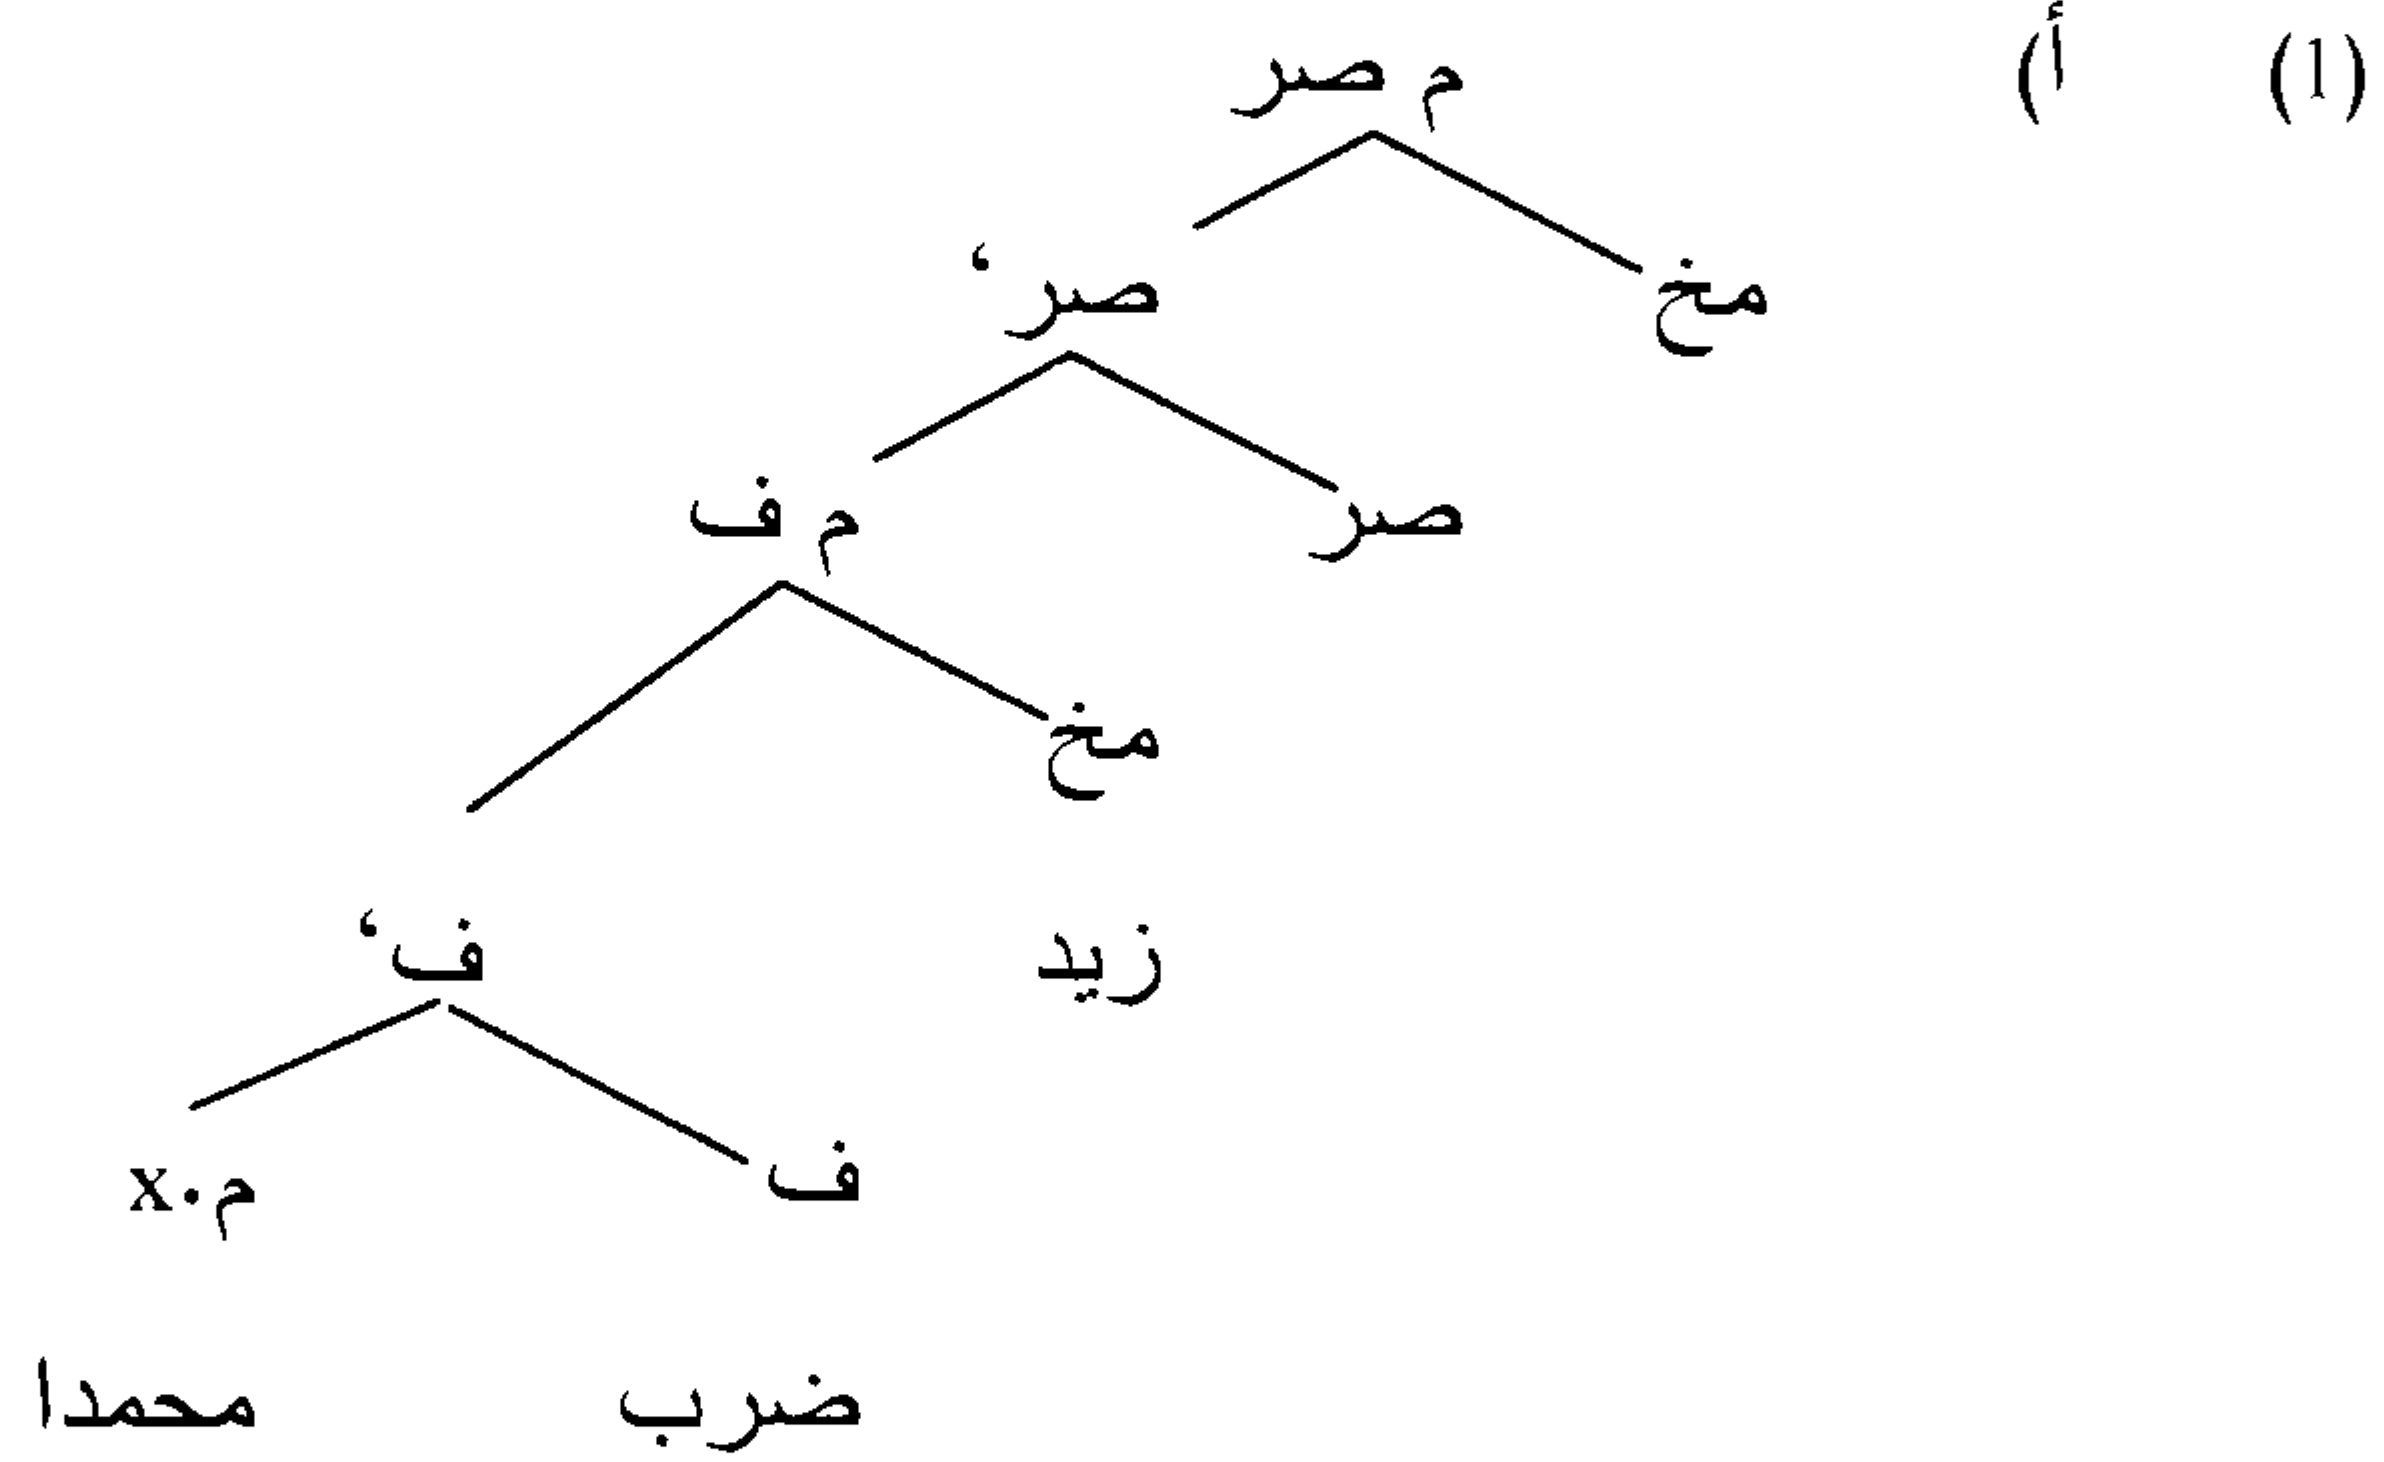 (1) أ) م صر
مخ صر‘
صر م ف
مخ
زيد ف‘
ف م.x
ضرب محمدا